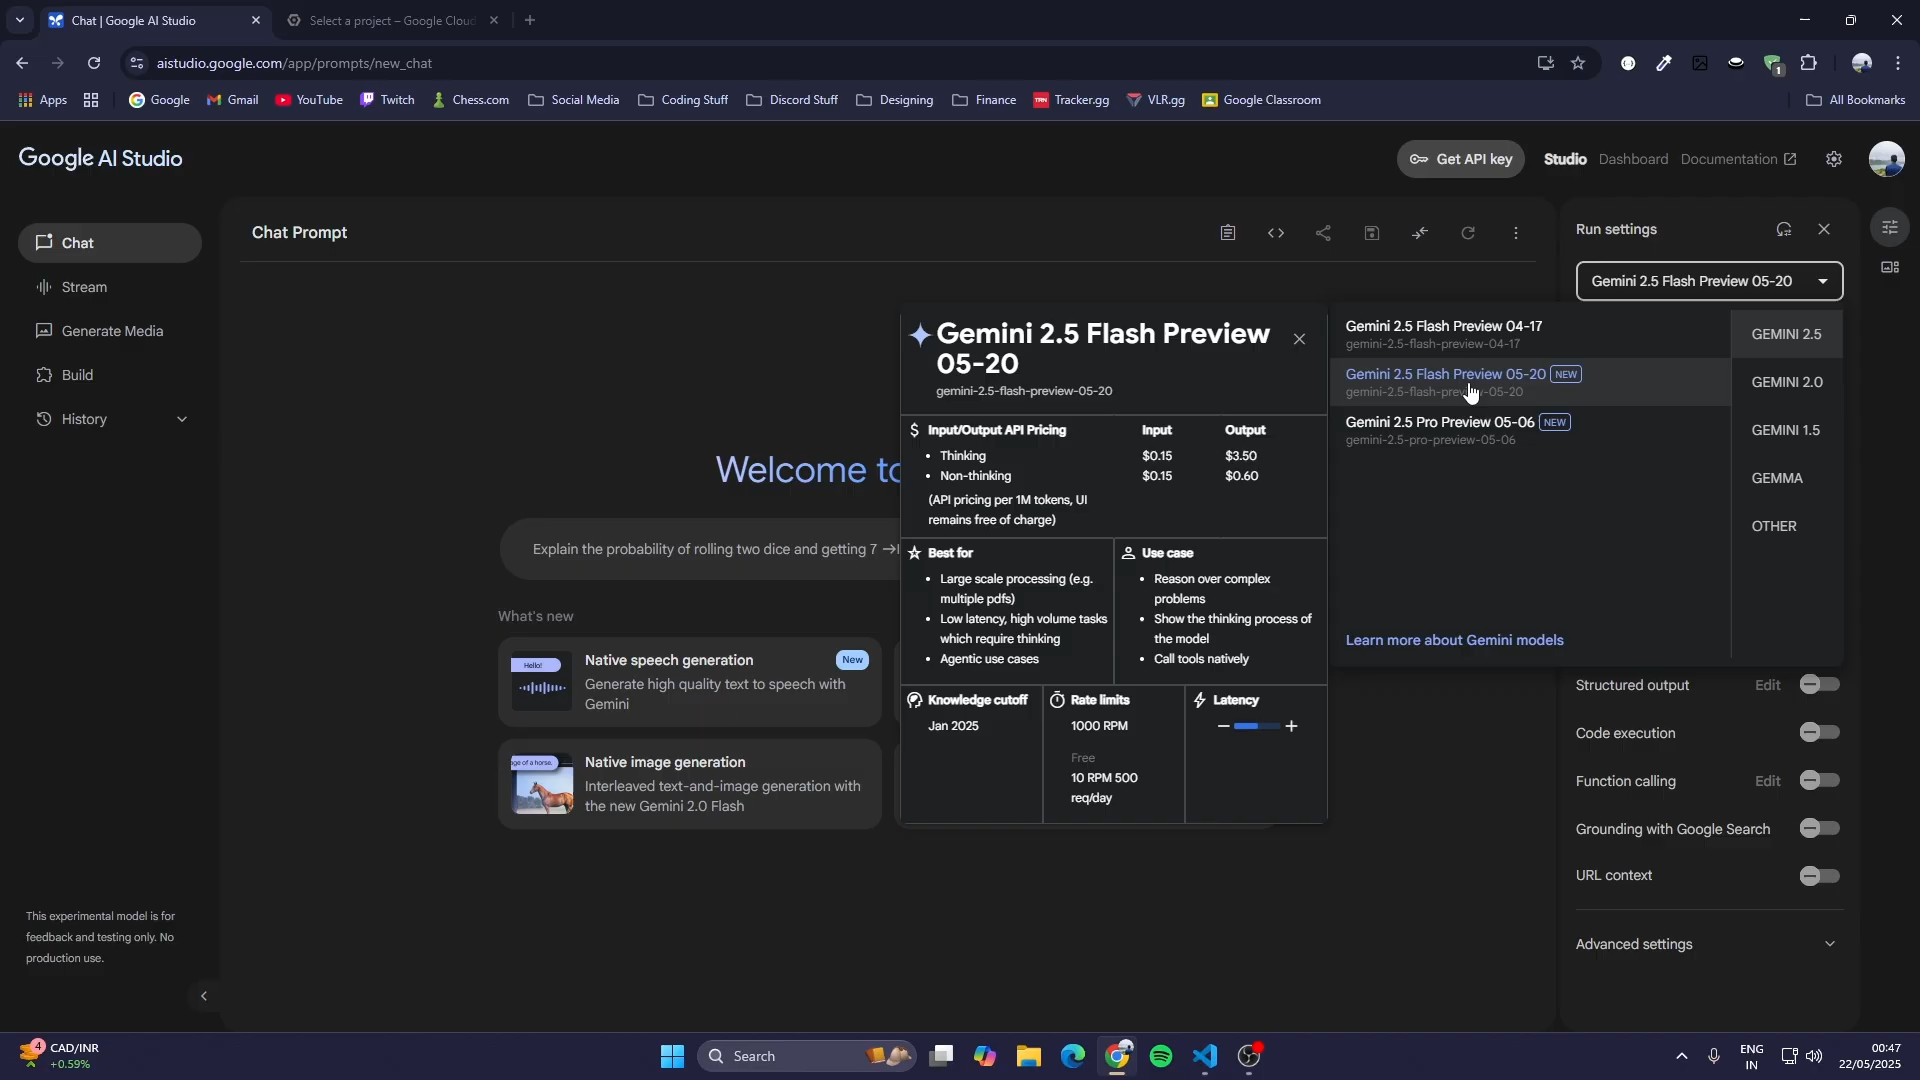 Chat | Google AI Studio
Select a project – Google Cloud
aistudio.google.com/app/prompts/new_chat
1
Apps
Google
Gmail
YouTube
Twitch
Chess.com
Social Media
Coding Stuff
Discord Stuff
Designing
Finance
TRN Tracker.gg
VLR.gg
Google Classroom
All Bookmarks
Google AI Studio
Get API key
Studio
Dashboard
Documentation
Chat
Stream
Generate Media
Build
History
This experimental model is for
feedback and testing only. No
production use.
Chat Prompt
Welcome to
Explain the probability of rolling two dice and getting 7
What's new
Hello!
Native speech generation
New
Generate high quality text to speech with
Gemini
age of a horse.
Native image generation
Interleaved text-and-image generation with
the new Gemini 2.0 Flash
Gemini 2.5 Flash Preview
05-20
gemini-2.5-flash-preview-05-20
$ Input/Output API Pricing Input Output
• Thinking $0.15 $3.50
• Non-thinking $0.15 $0.60
(API pricing per 1M tokens, UI
remains free of charge)
Best for
• Large scale processing (e.g.
multiple pdfs)
• Low latency, high volume tasks
which require thinking
• Agentic use cases
Use case
• Reason over complex
problems
• Show the thinking process of
the model
• Call tools natively
Knowledge cutoff
Jan 2025
Rate limits
1000 RPM
Free
10 RPM 500
req/day
Latency
Run settings
Gemini 2.5 Flash Preview 05-20
Gemini 2.5 Flash Preview 04-17
gemini-2.5-flash-preview-04-17
Gemini 2.5 Flash Preview 05-20 NEW
gemini-2.5-flash-preview-05-20
Gemini 2.5 Pro Preview 05-06 NEW
gemini-2.5-pro-preview-05-06
Learn more about Gemini models
GEMINI 2.5
GEMINI 2.0
GEMINI 1.5
GEMMA
OTHER
Structured output Edit
Code execution
Function calling Edit
Grounding with Google Search
URL context
Advanced settings
4
CAD/INR
+0.59%
Search
ENG
IN
00:47
22/05/2025